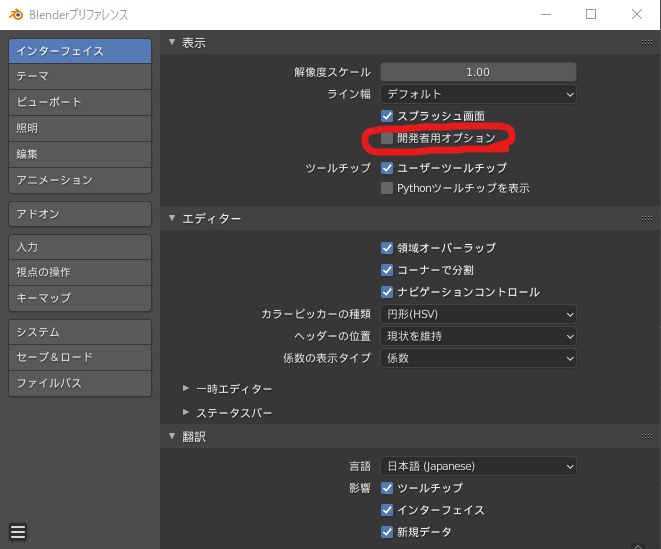 Blenderプリファレンス
インターフェイス
テーマ
ビューポート
照明
編集
アニメーション
アドオン
入力
視点の操作
キーマップ
システム
セーブ＆ロード
ファイルパス
表示
解像度スケール 1.00
ライン幅 デフォルト
スプラッシュ画面
開発者用オプション
ツールチップ ユーザーツールチップ
Pythonツールチップを表示
エディター
領域オーバーラップ
コーナーで分割
ナビゲーションコントロール
カラーピッカーの種類 円形(HSV)
ヘッダーの位置 現状を維持
係数の表示タイプ 係数
一時エディター
ステータスバー
翻訳
言語 日本語 (Japanese)
影響 ツールチップ
インターフェイス
新規データ